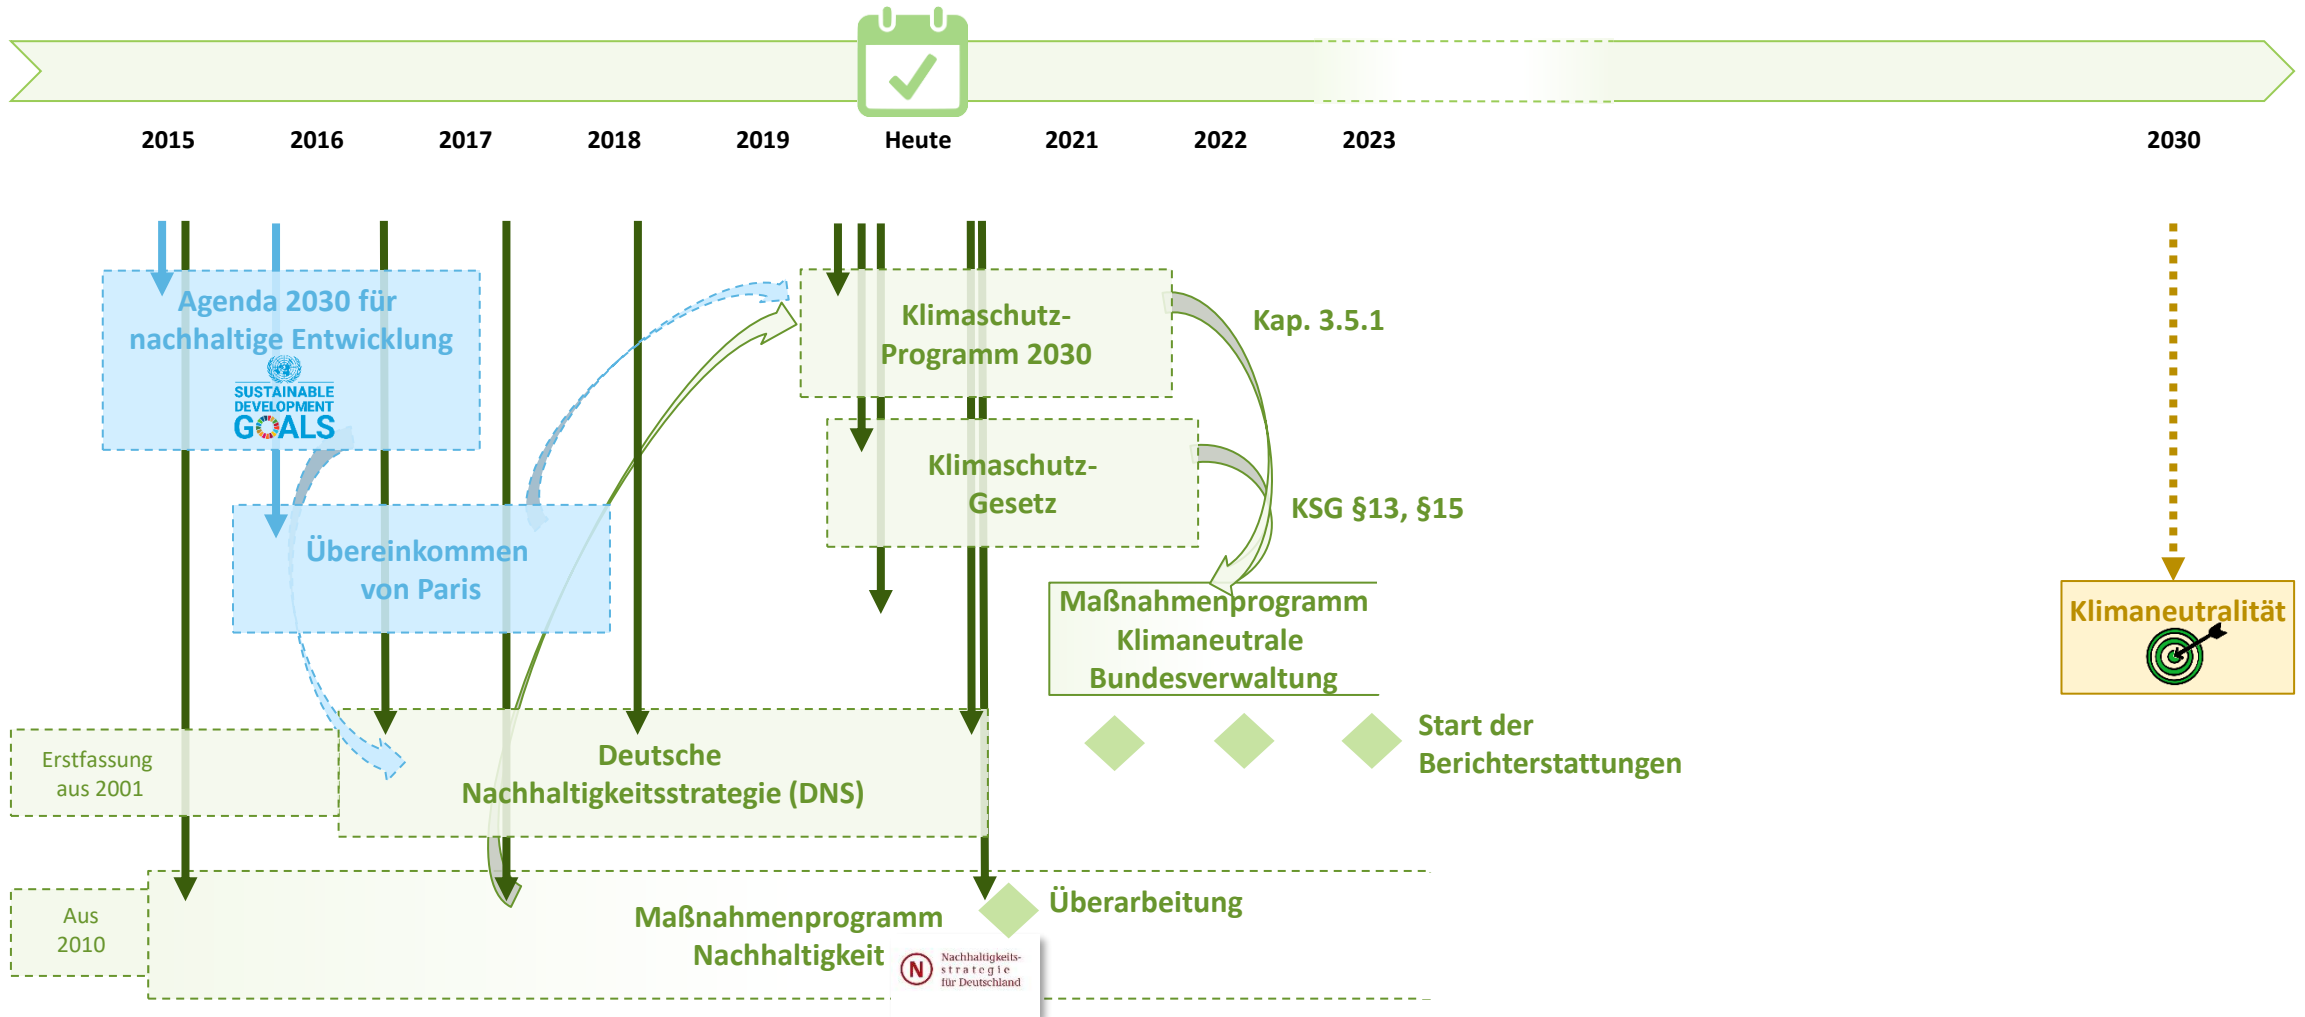 2015 2016 2017 2018 2019 Heute 2021 2022 2023 2030
Agenda 2030 für
nachhaltige Entwicklung
SUSTAINABLE
DEVELOPMENT
GOALS
Klimaschutz-
Programm 2030
Kap. 3.5.1
Klimaschutz-
Gesetz
KSG §13, §15
Übereinkommen
von Paris
Maßnahmenprogramm
Klimaneutrale
Bundesverwaltung
Klimaneutralität
Start der
Berichterstattungen
Erstfassung
aus 2001
Deutsche
Nachhaltigkeitsstrategie (DNS)
Aus
2010
Maßnahmenprogramm
Nachhaltigkeit
Überarbeitung
N
Nachhaltigkeits-
strategie
für Deutschland